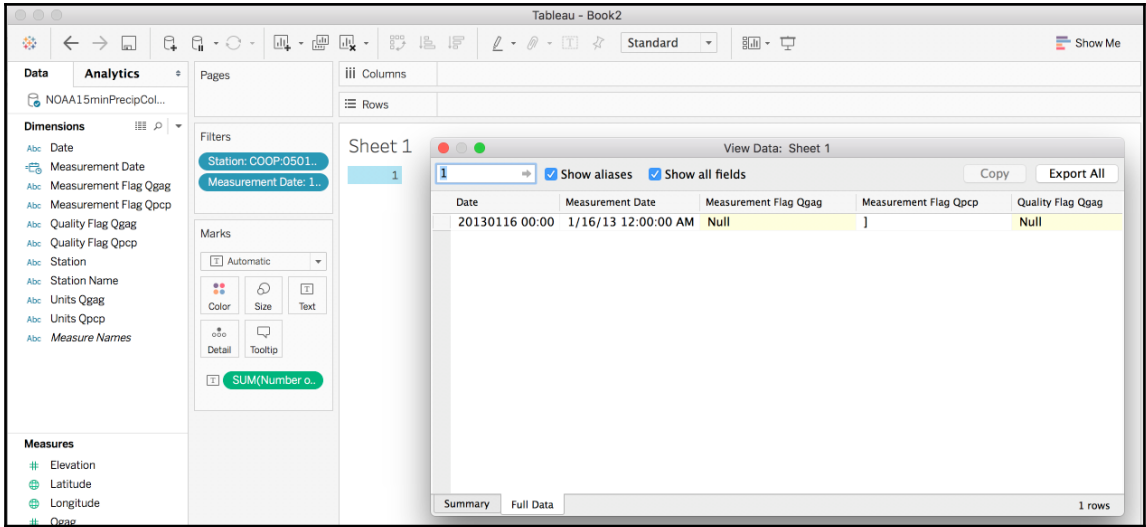 Tableau - Book2
Standard
Show Me
Data Analytics
NOAA15minPrecipCol...
Dimensions
Abc Date
Measurement Date
Abc Measurement Flag Qgag
Abc Measurement Flag Qpcp
Abc Quality Flag Qgag
Abc Quality Flag Qpcp
Abc Station
Abc Station Name
Abc Units Qgag
Abc Units Qpcp
Abc Measure Names
Measures
# Elevation
Latitude
Longitude
# Qgag
Pages
Filters
Station: COOP:0501..
Measurement Date: 1..
Marks
T Automatic
Color Size Text
Detail Tooltip
T SUM(Number o..
iii Columns
Rows
Sheet 1
1
View Data: Sheet 1
1 Show aliases Show all fields Copy Export All
Date Measurement Date Measurement Flag Qgag Measurement Flag Qpcp Quality Flag Qgag
20130116 00:00 1/16/13 12:00:00 AM Null ] Null
Summary Full Data 1 rows